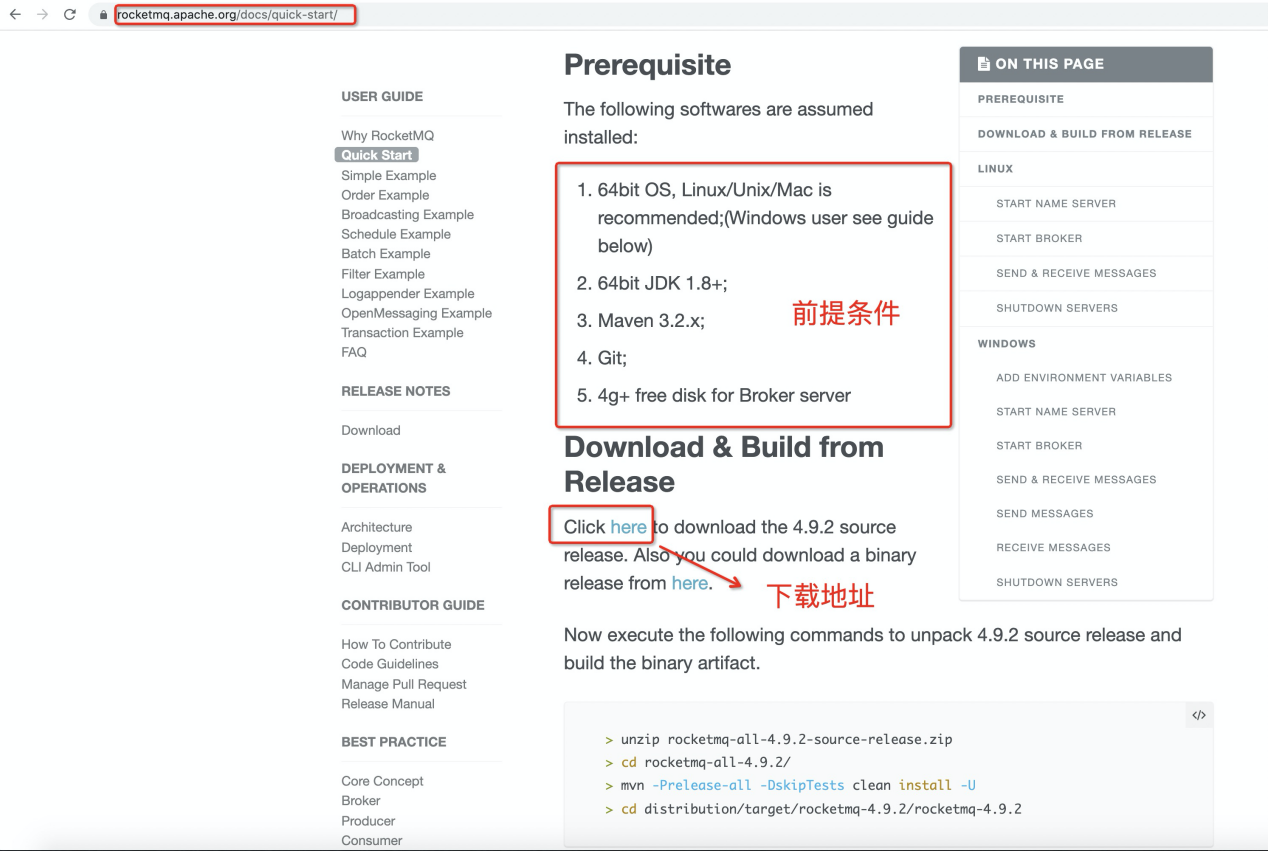 rocketmq.apache.org/docs/quick-start/
USER GUIDE
Why RocketMQ
Quick Start
Simple Example
Order Example
Broadcasting Example
Schedule Example
Batch Example
Filter Example
Logappender Example
OpenMessaging Example
Transaction Example
FAQ
RELEASE NOTES
Download
DEPLOYMENT &
OPERATIONS
Architecture
Deployment
CLI Admin Tool
CONTRIBUTOR GUIDE
How To Contribute
Code Guidelines
Manage Pull Request
Release Manual
BEST PRACTICE
Core Concept
Broker
Producer
Consumer
Prerequisite
The following softwares are assumed
installed:
1. 64bit OS, Linux/Unix/Mac is
recommended;(Windows user see guide
below)
2. 64bit JDK 1.8+;
3. Maven 3.2.x;
4. Git;
5. 4g+ free disk for Broker server
前提条件
Download & Build from
Release
Click here to download the 4.9.2 source
release. Also you could download a binary
release from here.
下载地址
Now execute the following commands to unpack 4.9.2 source release and
build the binary artifact.
</>
> unzip rocketmq-all-4.9.2-source-release.zip
> cd rocketmq-all-4.9.2/
> mvn -Prelease-all -DskipTests clean install -U
> cd distribution/target/rocketmq-4.9.2/rocketmq-4.9.2
ON THIS PAGE
PREREQUISITE
DOWNLOAD & BUILD FROM RELEASE
LINUX
START NAME SERVER
START BROKER
SEND & RECEIVE MESSAGES
SHUTDOWN SERVERS
WINDOWS
ADD ENVIRONMENT VARIABLES
START NAME SERVER
START BROKER
SEND & RECEIVE MESSAGES
SEND MESSAGES
RECEIVE MESSAGES
SHUTDOWN SERVERS